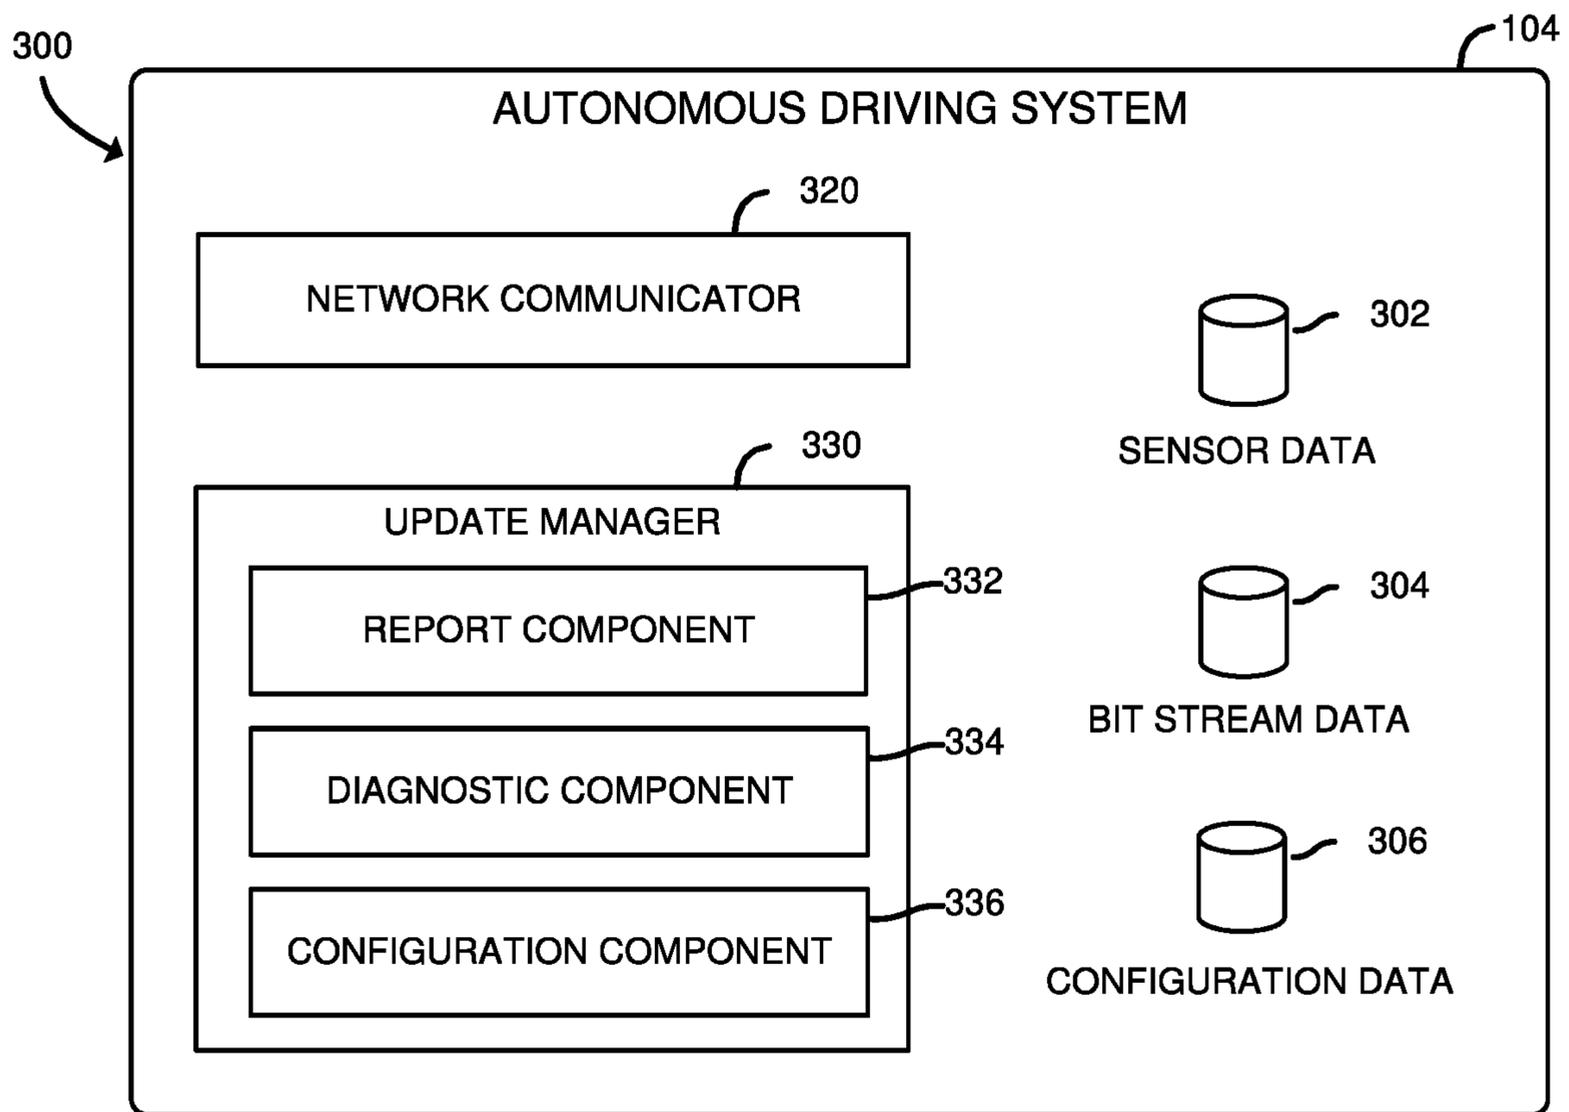 300
104
AUTONOMOUS DRIVING SYSTEM
320
NETWORK COMMUNICATOR
302
SENSOR DATA
330
UPDATE MANAGER
332
REPORT COMPONENT
304
BIT STREAM DATA
334
DIAGNOSTIC COMPONENT
306
336
CONFIGURATION COMPONENT
CONFIGURATION DATA